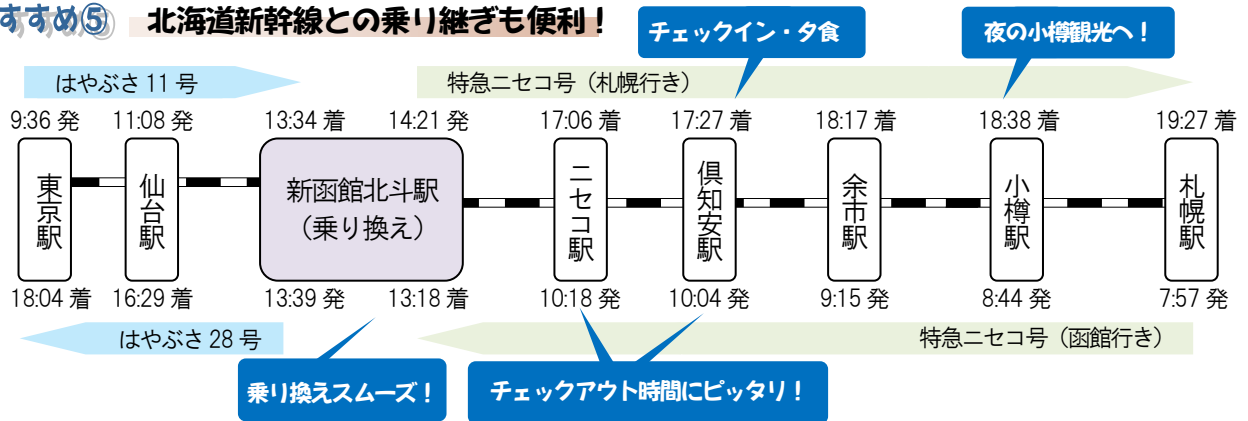 すすめ⑤ 北海道新幹線との乗り継ぎも便利！
チェックイン・夕食
夜の小樽観光へ！
はやぶさ 11 号
特急ニセコ号（札幌行き）
9:36 発 11:08 発 13:34 着 14:21 発 17:06 着 17:27 着 18:17 着 18:38 着 19:27 着
東京駅
仙台駅
新函館北斗駅
（乗り換え）
ニセコ駅
倶知安駅
余市駅
小樽駅
札幌駅
18:04 着 16:29 着 13:39 発 13:18 着 10:18 発 10:04 発 9:15 発 8:44 発 7:57 発
はやぶさ 28 号
特急ニセコ号（函館行き）
乗り換えスムーズ！
チェックアウト時間にピッタリ！